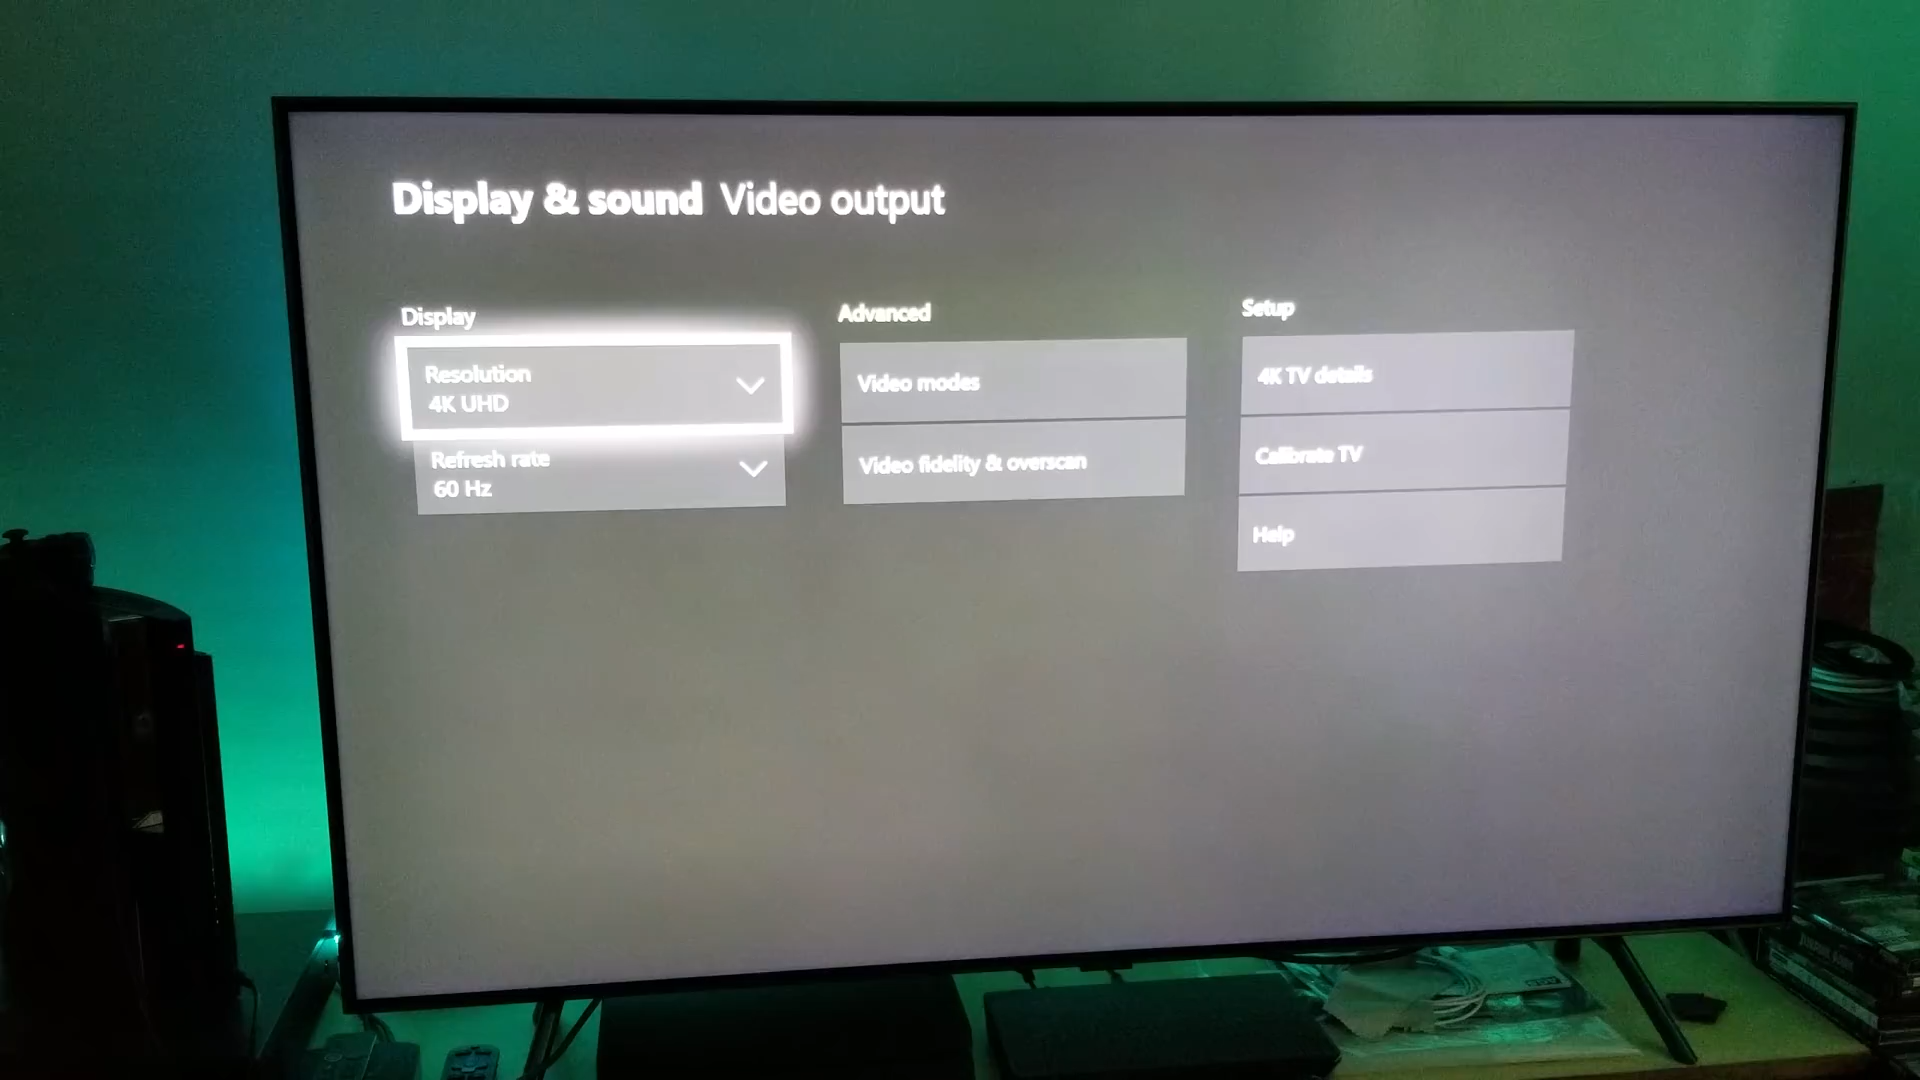 Display & sound Video output
Display
Resolution
4K UHD
Refresh rate
60 Hz
Advanced
Video modes
Video fidelity & overscan
Setup
4K TV details
Calibrate TV
Help